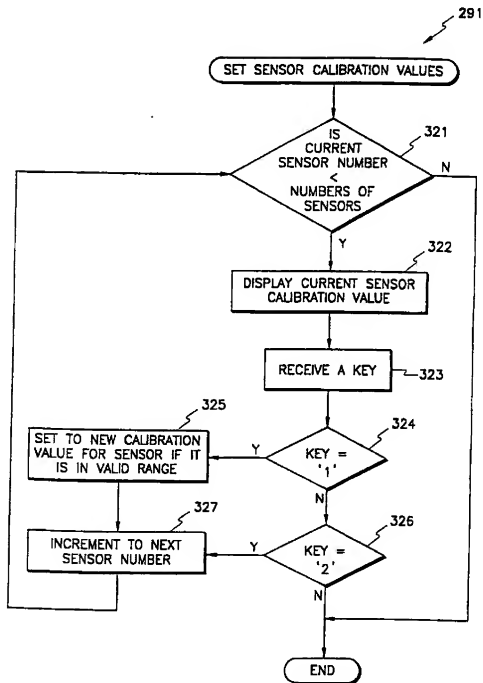 291
SET SENSOR CALIBRATION VALUES
IS
CURRENT
SENSOR NUMBER
<
NUMBERS OF
SENSORS
321
N
Y
322
DISPLAY CURRENT SENSOR
CALIBRATION VALUE
RECEIVE A KEY
323
325
SET TO NEW CALIBRATION
VALUE FOR SENSOR IF IT
IS IN VALID RANGE
Y
KEY =
'1'
324
N
327
INCREMENT TO NEXT
SENSOR NUMBER
Y
KEY =
'2'
326
N
END